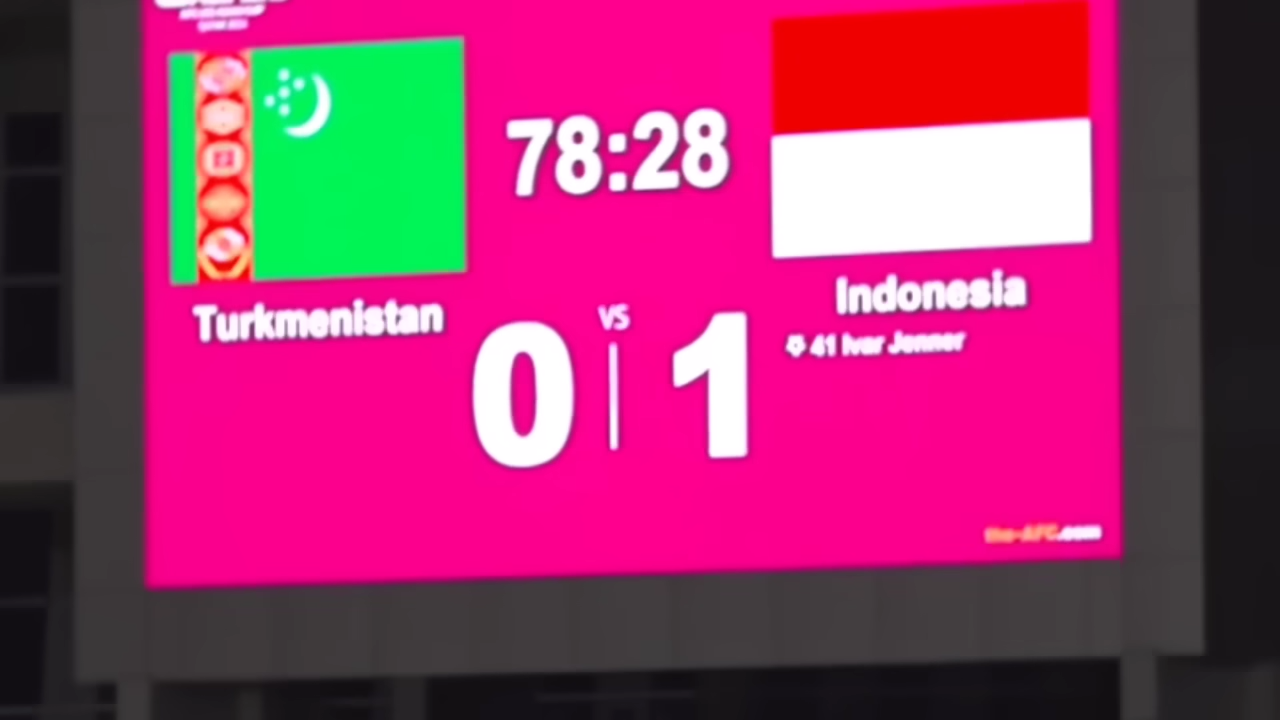 78:28
Turkmenistan
Indonesia
VS
0 | 1
41 Ivar Jenner
the-AFC.com